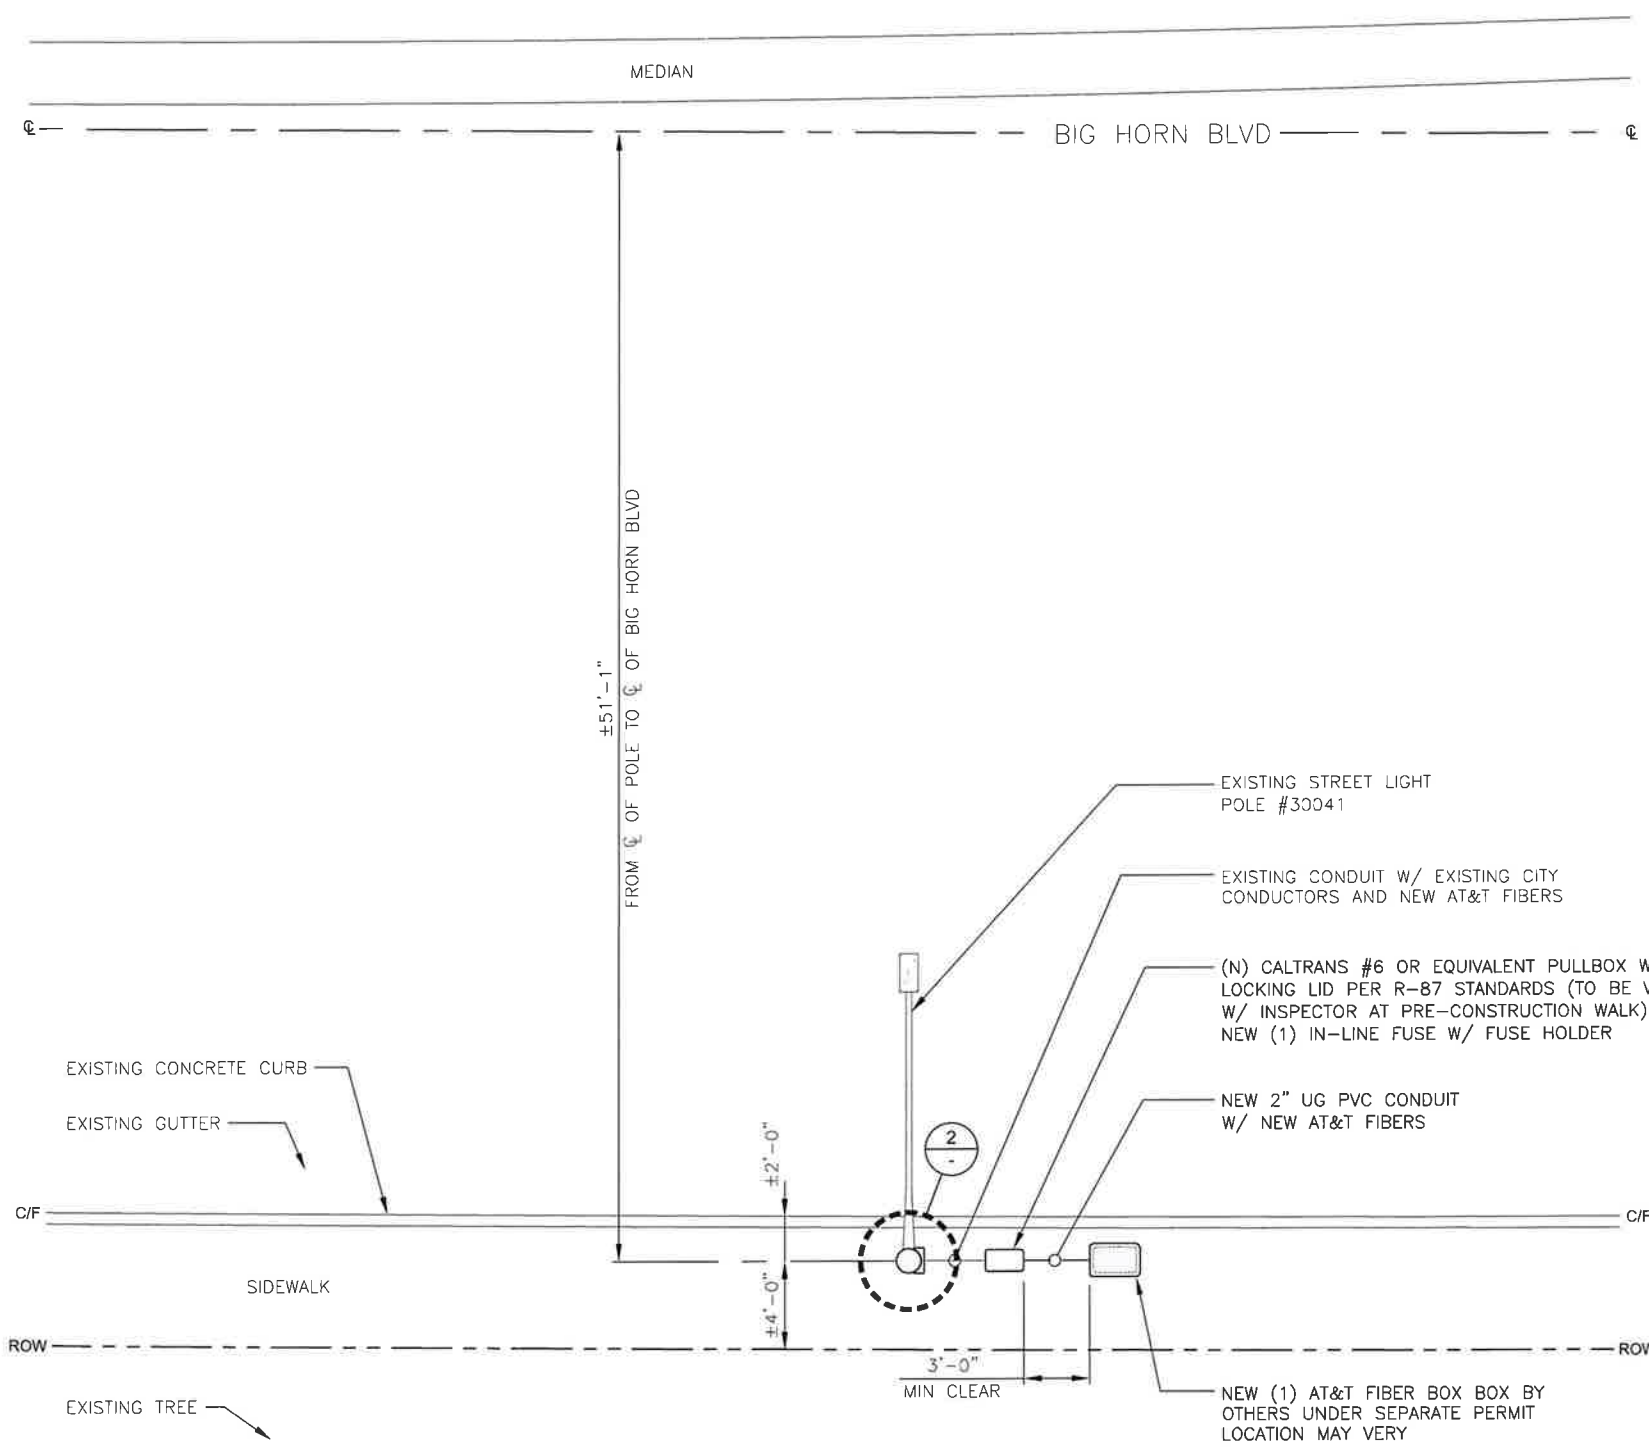 MEDIAN
℄
BIG HORN BLVD
℄
±51'-1"
FROM ℄ OF POLE TO ℄ OF BIG HORN BLVD
EXISTING STREET LIGHT
POLE #30041
EXISTING CONDUIT W/ EXISTING CITY
CONDUCTORS AND NEW AT&T FIBERS
(N) CALTRANS #6 OR EQUIVALENT PULLBOX W
LOCKING LID PER R-87 STANDARDS (TO BE V
W/ INSPECTOR AT PRE-CONSTRUCTION WALK)
NEW (1) IN-LINE FUSE W/ FUSE HOLDER
EXISTING CONCRETE CURB
EXISTING GUTTER
NEW 2" UG PVC CONDUIT
W/ NEW AT&T FIBERS
2
-
±2'-0"
C/F
C/F
SIDEWALK
±4'-0"
ROW
ROW
3'-0"
MIN CLEAR
EXISTING TREE
NEW (1) AT&T FIBER BOX BOX BY
OTHERS UNDER SEPARATE PERMIT
LOCATION MAY VERY